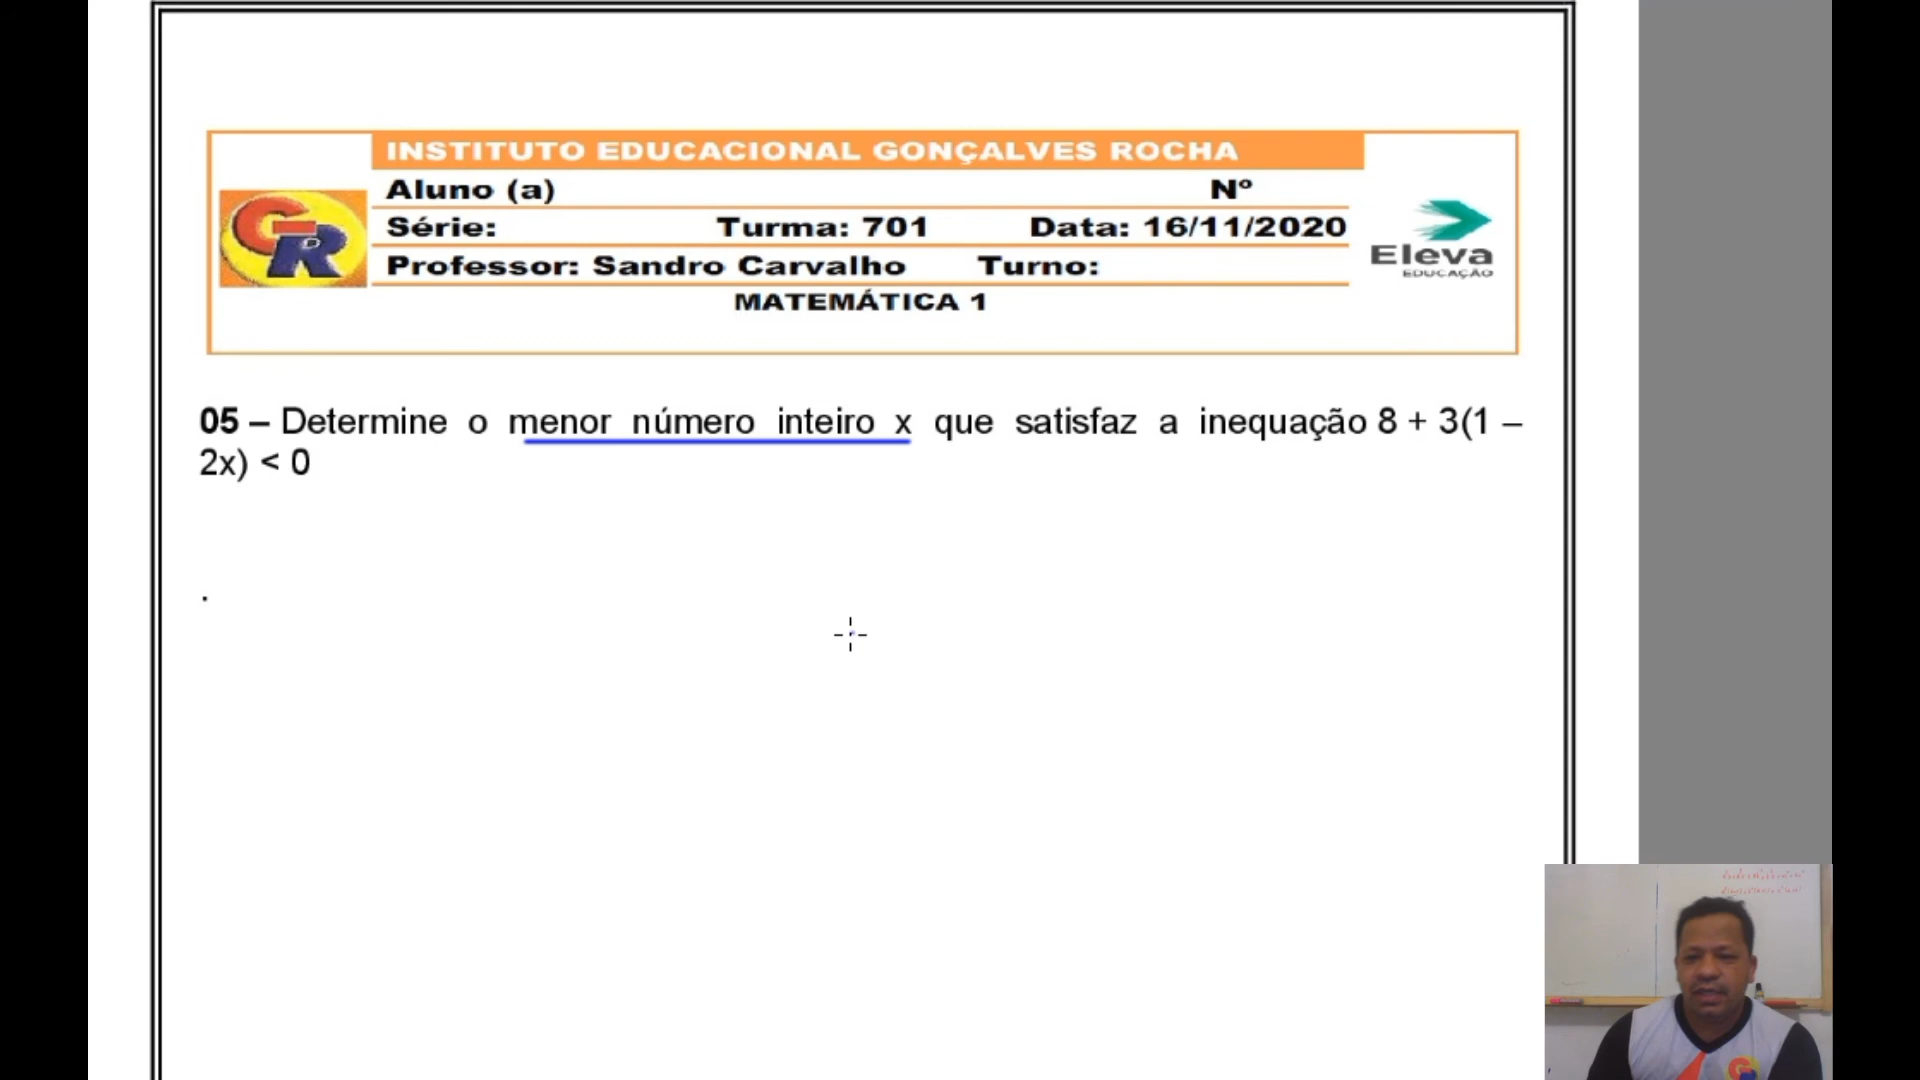 INSTITUTO EDUCACIONAL GONÇALVES ROCHA
Aluno (a) Nº
Série: Turma: 701 Data: 16/11/2020
Professor: Sandro Carvalho Turno:
MATEMÁTICA 1
GR
Eleva
EDUCAÇÃO
05 – Determine o menor número inteiro x que satisfaz a inequação 8 + 3(1 –
2x) < 0
.